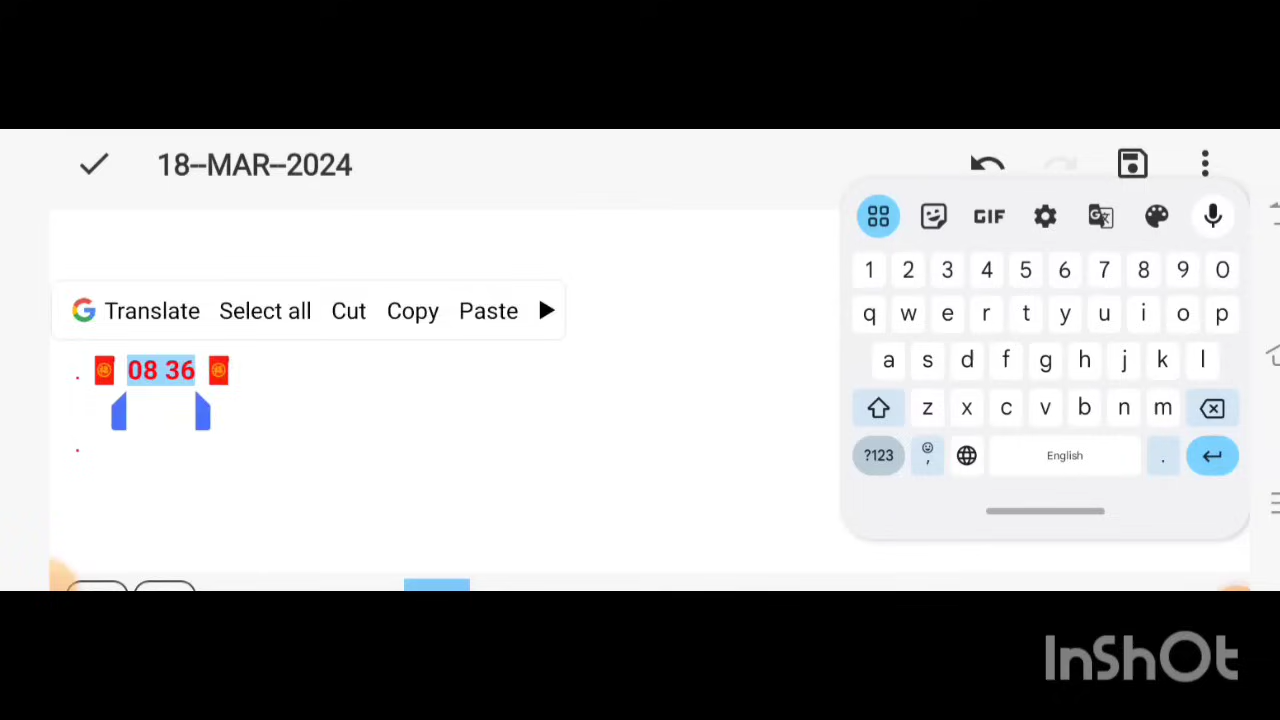 18--MAR--2024
Translate Select all Cut Copy Paste
. 🧧 08 36 🧧
.
GIF
1 2 3 4 5 6 7 8 9 0
q w e r t y u i o p
a s d f g h j k l
z x c v b n m
?123 , English .
InShOt